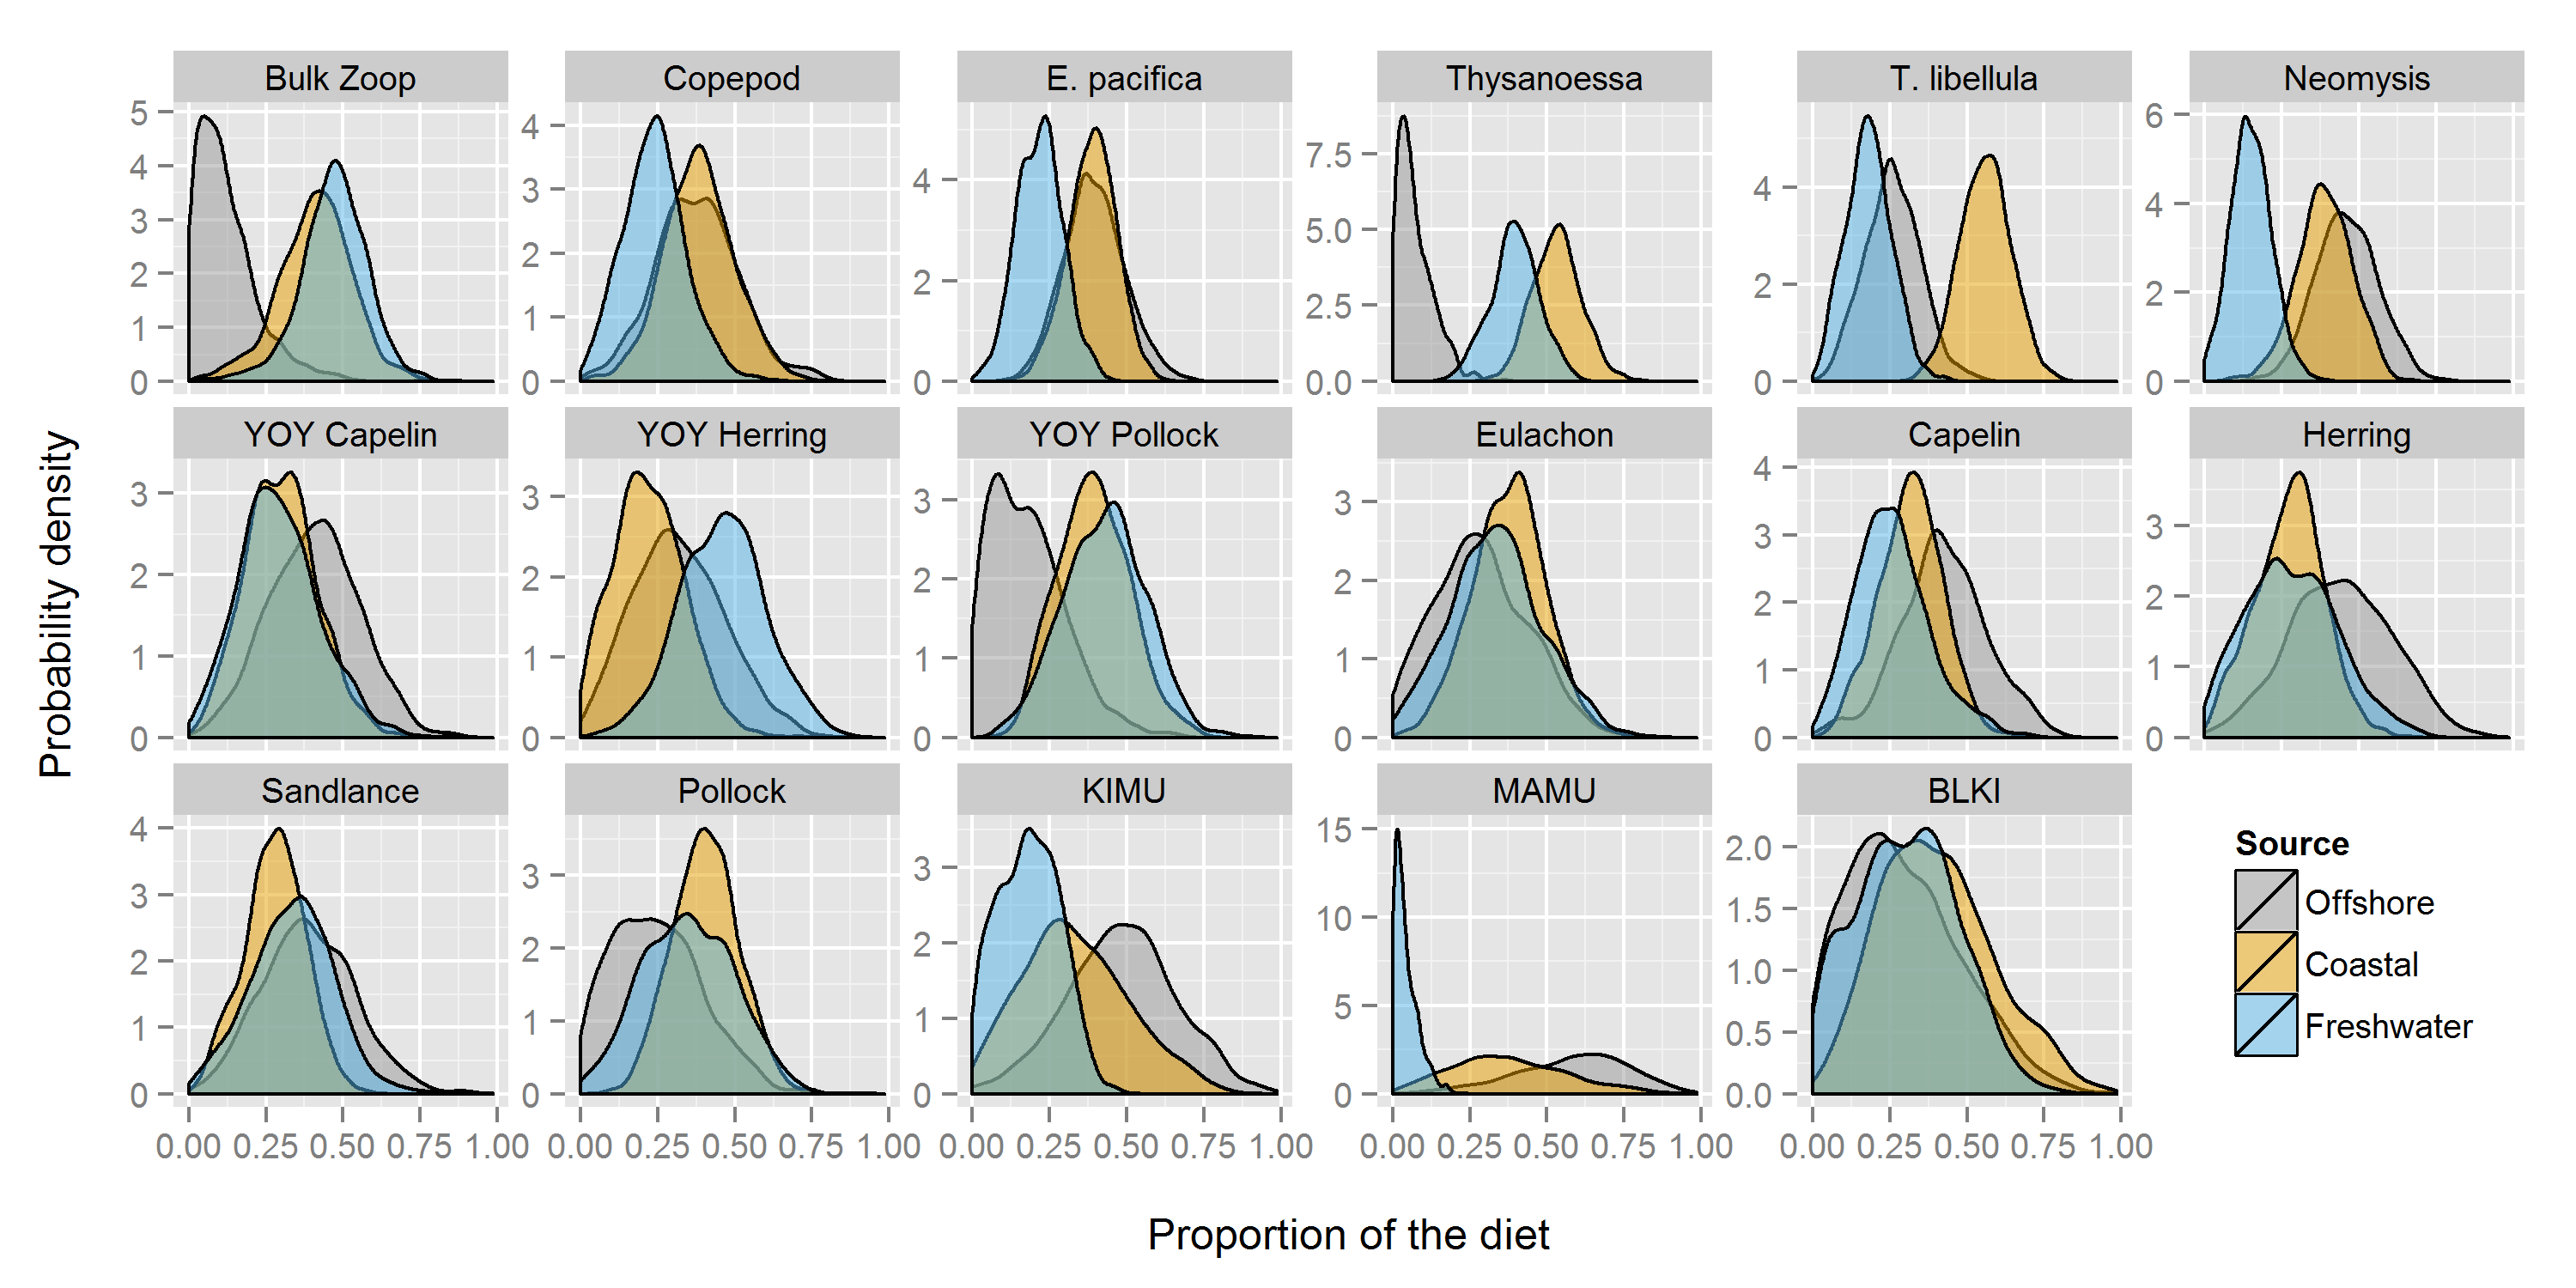 Bulk Zoop Copepod E. pacifica Thysanoessa T. libellula Neomysis
5 4 3 2 1 0
4 3 2 1 0
4 2 0
7.5 5.0 2.5 0.0
4 2 0
6 4 2 0
YOY Capelin YOY Herring YOY Pollock Eulachon Capelin Herring
3 2 1 0
3 2 1 0
3 2 1 0
3 2 1 0
4 3 2 1 0
3 2 1 0
Probability density
Sandlance Pollock KIMU MAMU BLKI
4 3 2 1 0
3 2 1 0
3 2 1 0
15 10 5 0
2.0 1.5 1.0 0.5 0.0
0.00 0.25 0.50 0.75 1.00
0.00 0.25 0.50 0.75 1.00
0.00 0.25 0.50 0.75 1.00
0.00 0.25 0.50 0.75 1.00
0.00 0.25 0.50 0.75 1.00
Source
Offshore
Coastal
Freshwater
Proportion of the diet